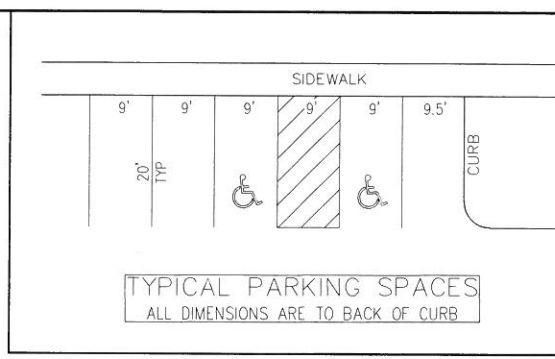 SIDEWALK
9' 9' 9' 9' 9' 9.5'
20'
TYP
CURB
TYPICAL PARKING SPACES
ALL DIMENSIONS ARE TO BACK OF CURB